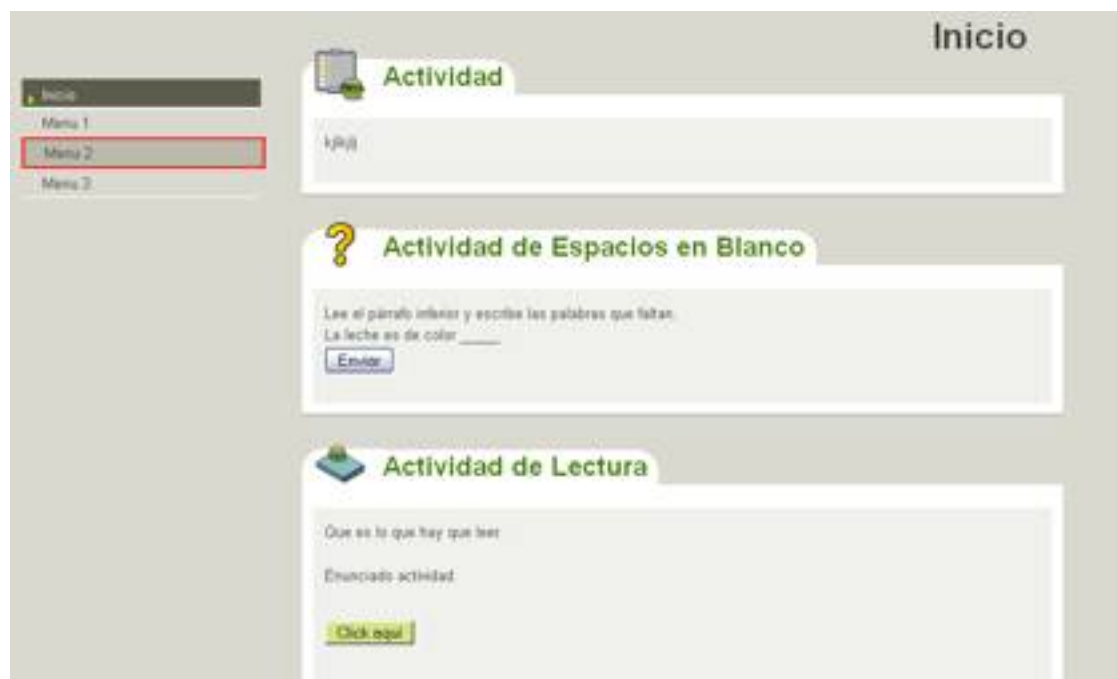 Inicio
Inicio
Menu 1
Menu 2
Menu 3
Actividad
Actividad de Espacios en Blanco
Lee el párrafo inferior y escribe las palabras que faltan.
La leche es de color _____
Enviar
Actividad de Lectura
Que es lo que hay que leer
Enunciado actividad
Click aquí